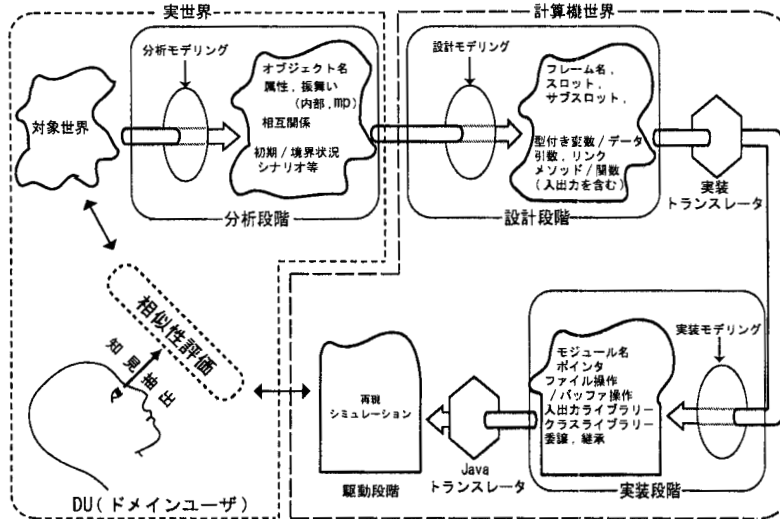 実世界
計算機世界
分析モデリング
対象世界
オブジェクト名
属性, 振舞い
(内部, mp)
相互関係
初期/境界状況
シナリオ等
分析段階
設計モデリング
フレーム名,
スロット,
サブスロット,
型付き変数/データ
引数, リンク
メソッド/関数
(入出力を含む)
設計段階
実装
トランスレータ
相似性評価
知見抽出
DU(ドメインユーザ)
再現
シミュレーション
駆動段階
Java
トランスレータ
モジュール名
ポインタ
ファイル操作
/バッファ操作
入出力ライブラリー
クラスライブラリー
委譲, 継承
実装モデリング
実装段階